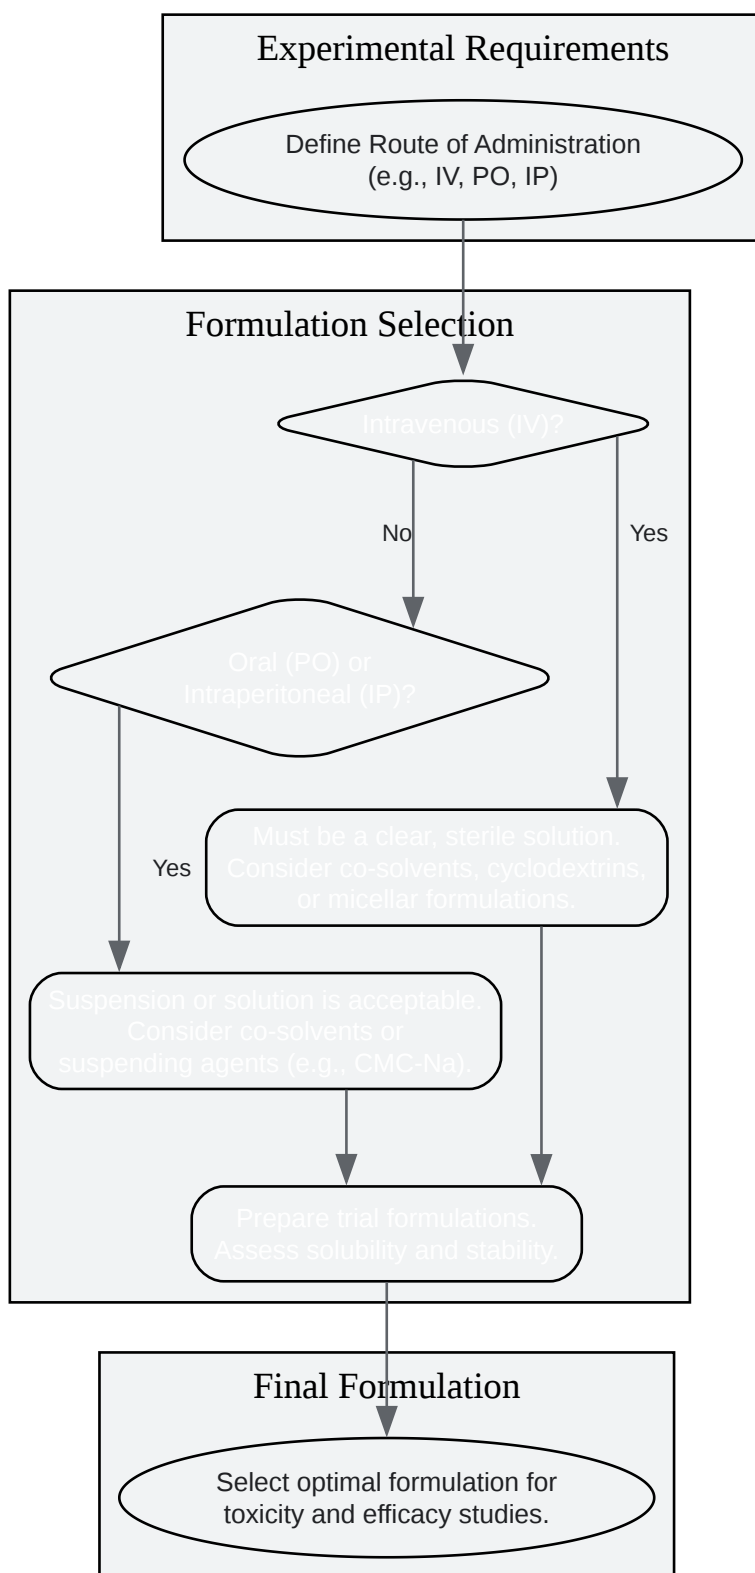 Experimental Requirements
Define Route of Administration
(e.g., IV, PO, IP)
Formulation Selection
Intravenous (IV)?
No
Yes
Oral (PO) or
Intraperitoneal (IP)?
Must be a clear, sterile solution.
Consider co-solvents, cyclodextrins,
or micellar formulations.
Yes
Suspension or solution is acceptable.
Consider co-solvents or
suspending agents (e.g., CMC-Na).
Prepare trial formulations.
Assess solubility and stability.
Final Formulation
Select optimal formulation for
toxicity and efficacy studies.